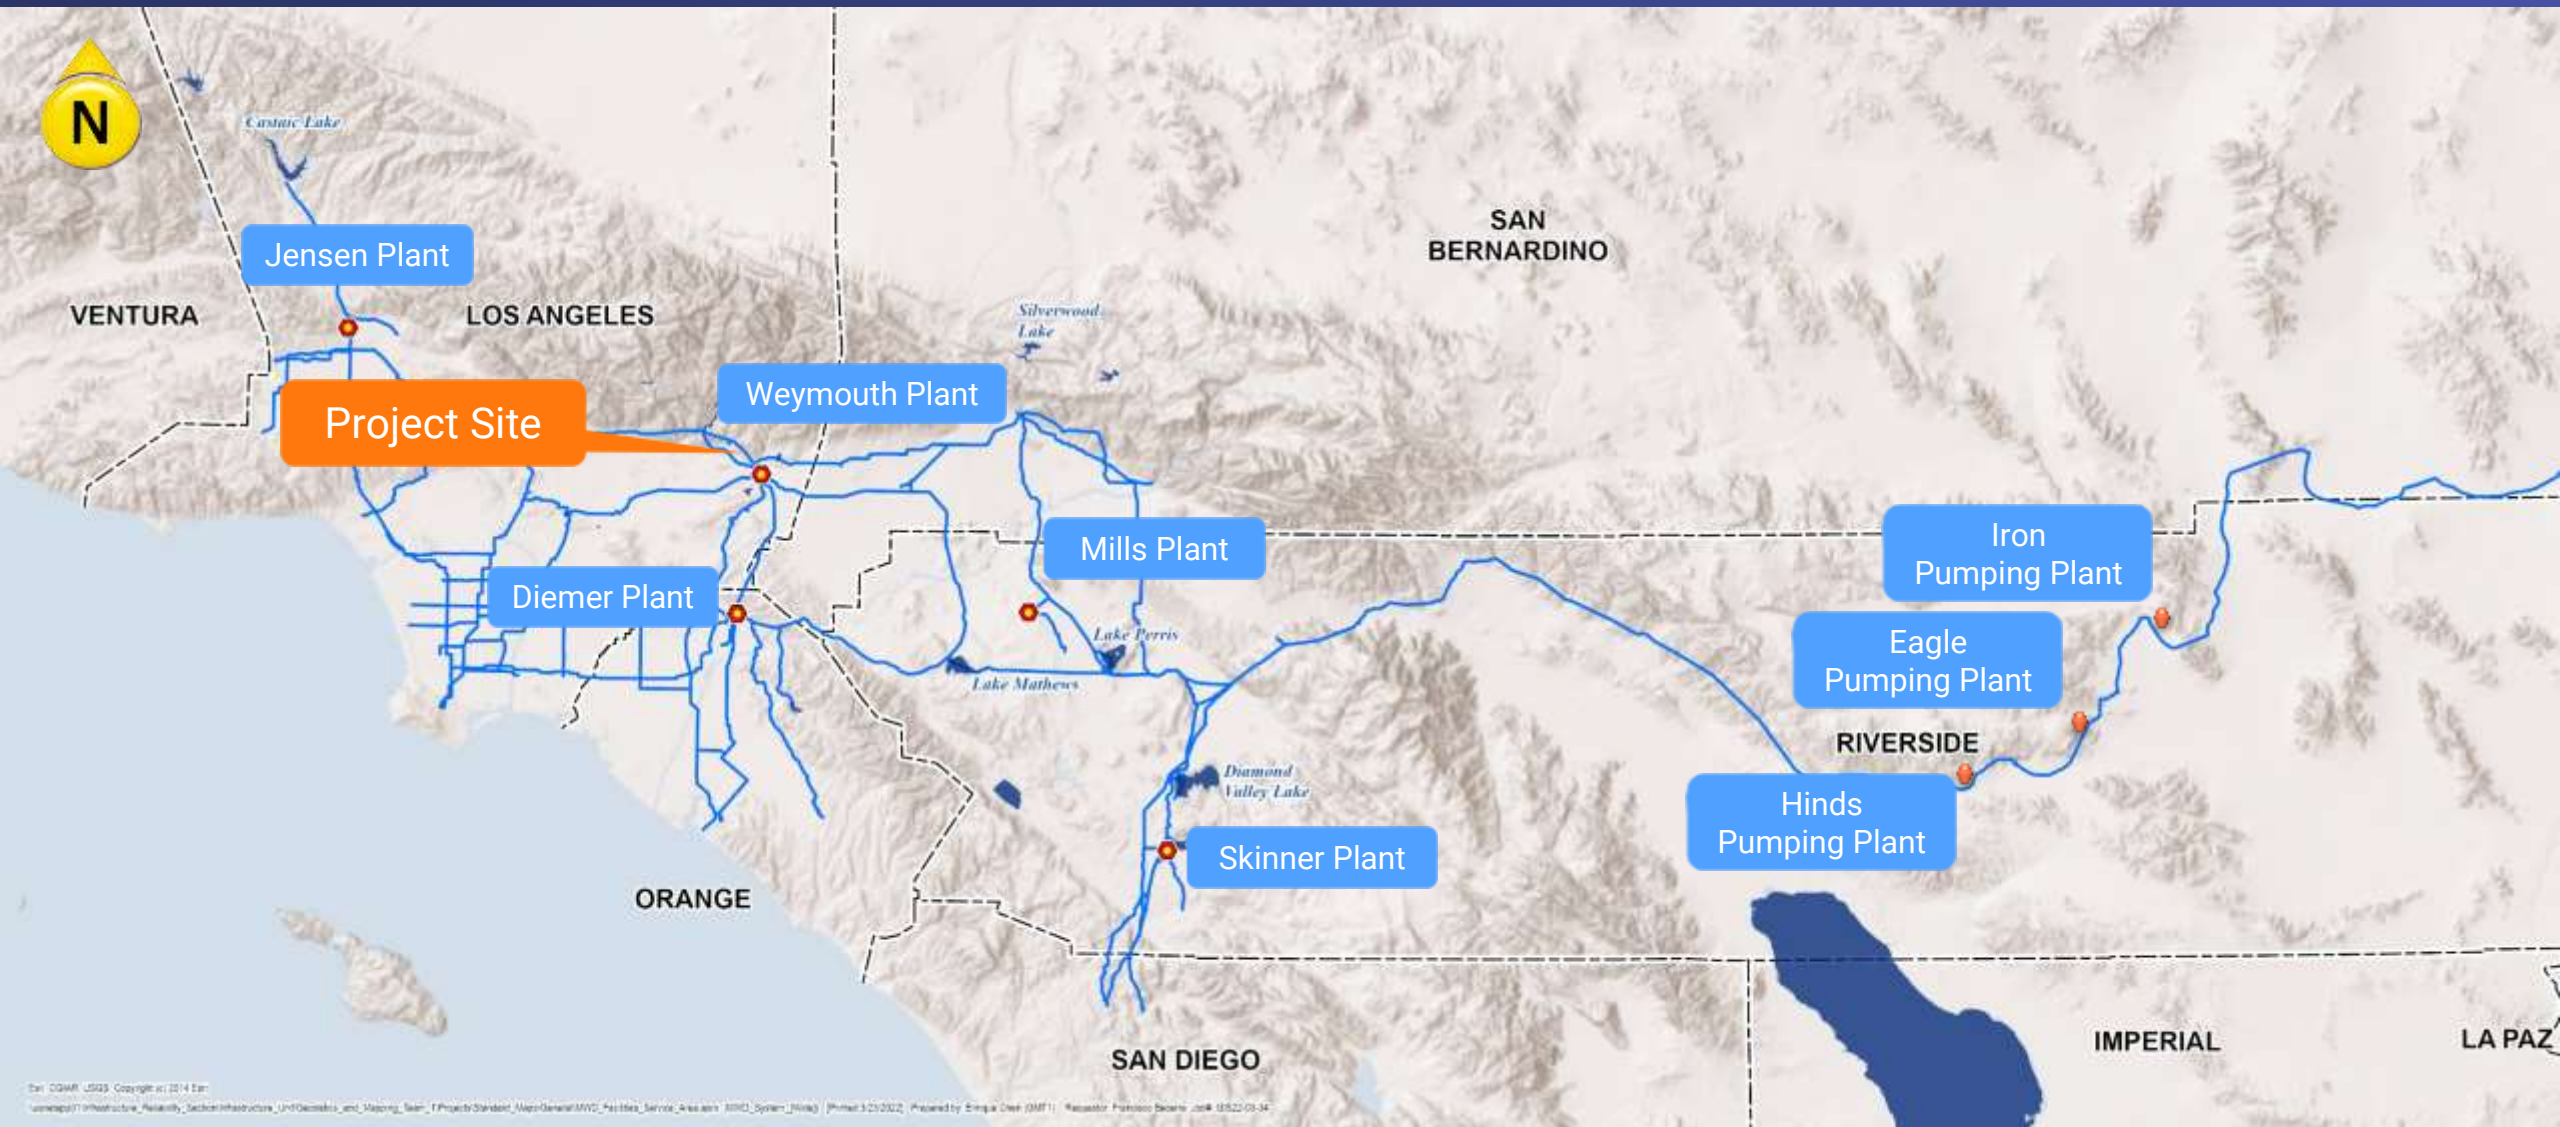 N
Castaic Lake
Jensen Plant
SAN
BERNARDINO
VENTURA
LOS ANGELES
Silverwood
Lake
Weymouth Plant
Project Site
Mills Plant
Iron
Pumping Plant
Diemer Plant
Eagle
Pumping Plant
Lake Perris
Lake Mathews
RIVERSIDE
Diamond
Valley Lake
Hinds
Pumping Plant
Skinner Plant
ORANGE
SAN DIEGO
IMPERIAL
LA PAZ